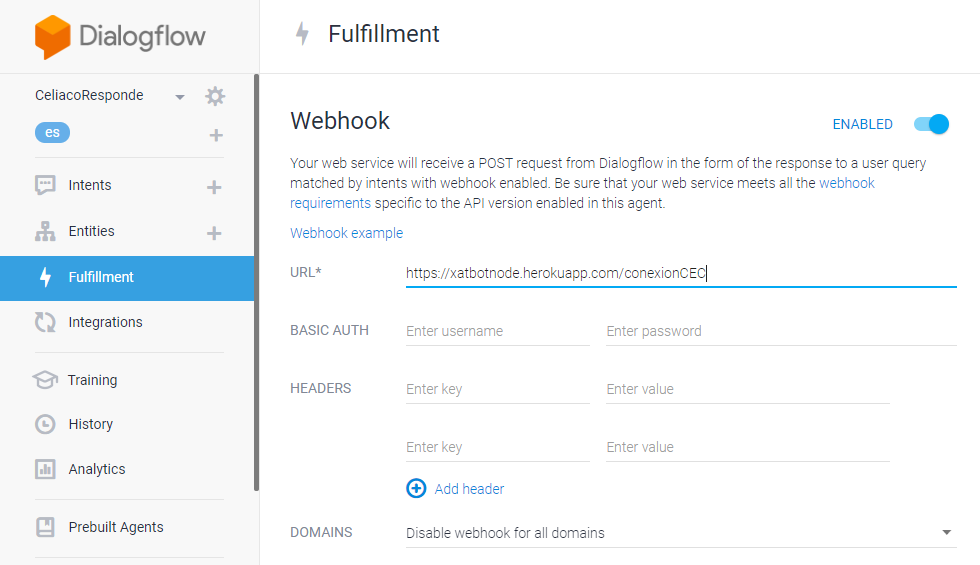 Dialogflow
CeliacoResponde
es
Intents
Entities
Fulfillment
Integrations
Training
History
Analytics
Prebuilt Agents
Fulfillment
Webhook
ENABLED
Your web service will receive a POST request from Dialogflow in the form of the response to a user query
matched by intents with webhook enabled. Be sure that your web service meets all the webhook
requirements specific to the API version enabled in this agent.
Webhook example
URL* https://xatbotnode.herokuapp.com/conexionCEC
BASIC AUTH Enter username Enter password
HEADERS Enter key Enter value
Enter key Enter value
Add header
DOMAINS Disable webhook for all domains